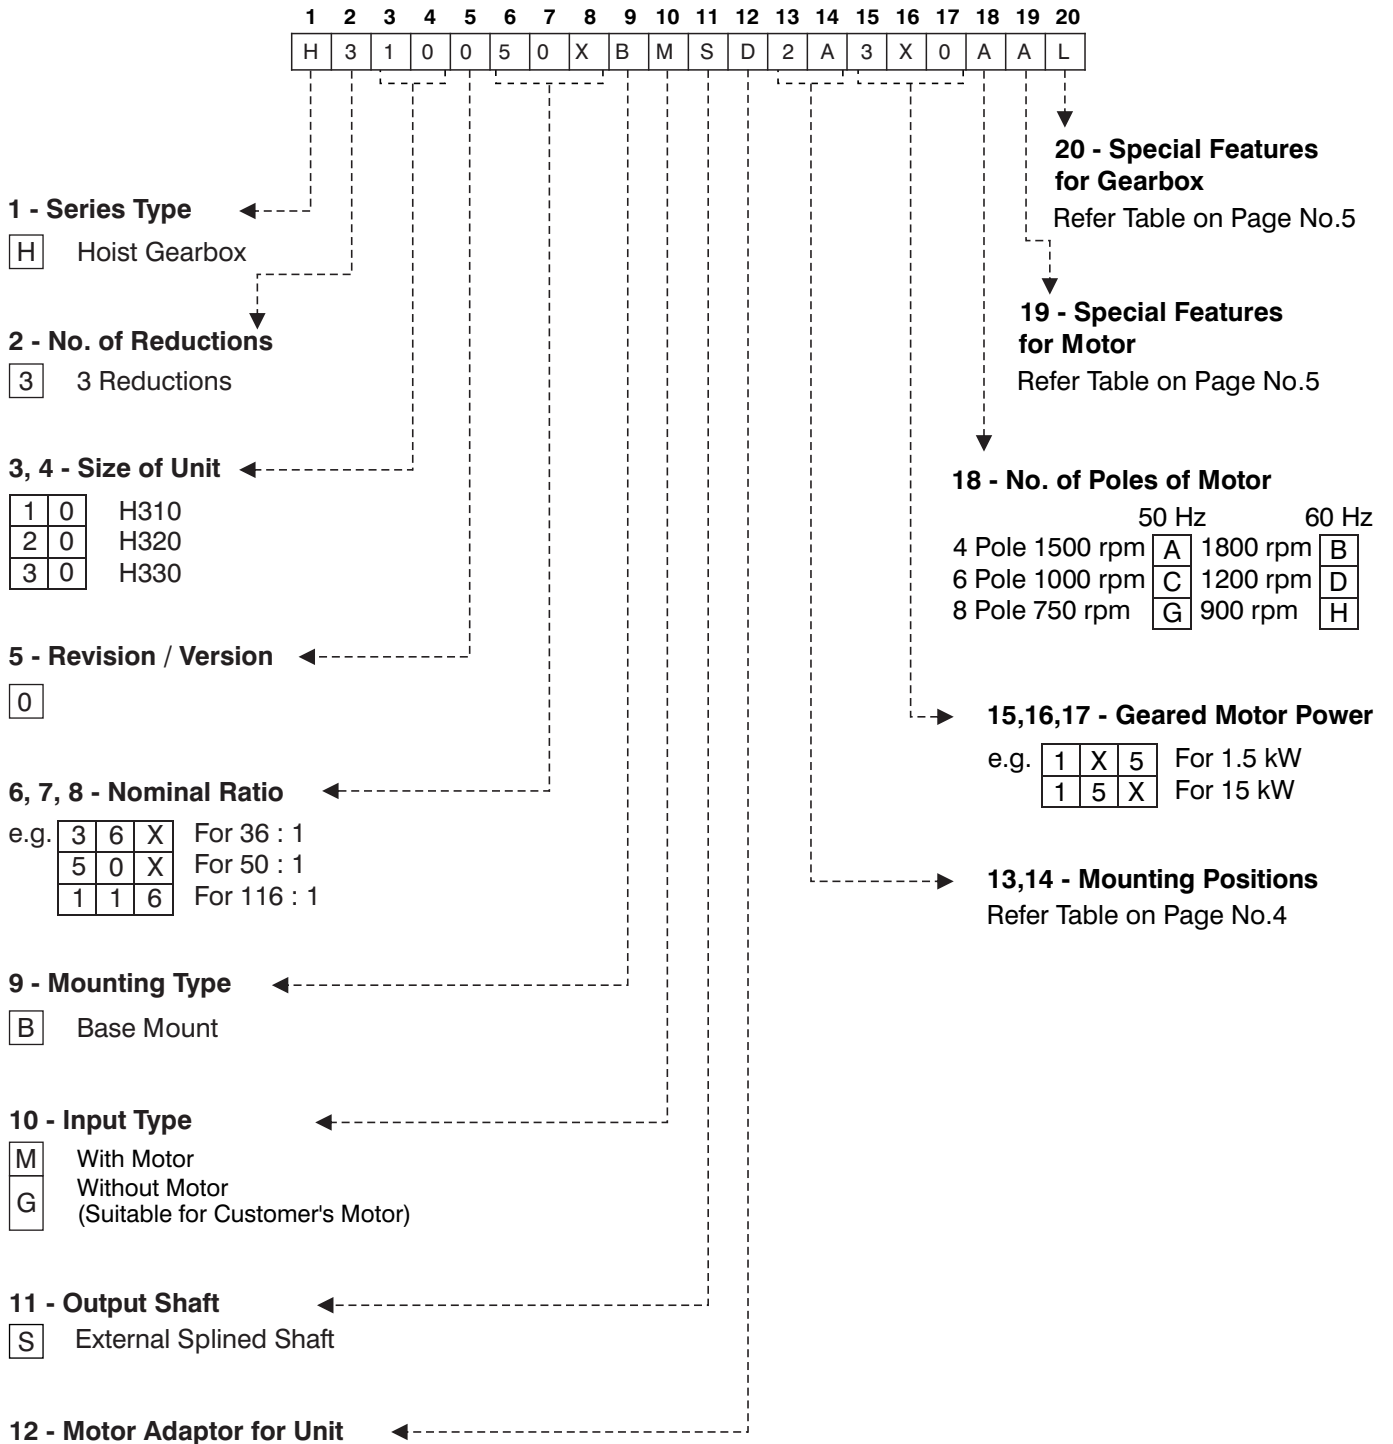 1 2 3 4 5 6 7 8 9 10 11 12 13 14 15 16 17 18 19 20
H 3 1 0 0 5 0 X B M S D 2 A 3 X 0 A A L
20 - Special Features
for Gearbox
Refer Table on Page No.5
1 - Series Type
H Hoist Gearbox
19 - Special Features
for Motor
Refer Table on Page No.5
2 - No. of Reductions
3 3 Reductions
3, 4 - Size of Unit
1 0 H310
2 0 H320
3 0 H330
18 - No. of Poles of Motor
50 Hz 60 Hz
4 Pole 1500 rpm A 1800 rpm B
6 Pole 1000 rpm C 1200 rpm D
8 Pole 750 rpm G 900 rpm H
5 - Revision / Version
0
15,16,17 - Geared Motor Power
e.g. 1 X 5 For 1.5 kW
1 5 X For 15 kW
6, 7, 8 - Nominal Ratio
e.g. 3 6 X For 36 : 1
5 0 X For 50 : 1
1 1 6 For 116 : 1
13,14 - Mounting Positions
Refer Table on Page No.4
9 - Mounting Type
B Base Mount
10 - Input Type
M With Motor
G Without Motor
(Suitable for Customer's Motor)
11 - Output Shaft
S External Splined Shaft
12 - Motor Adaptor for Unit